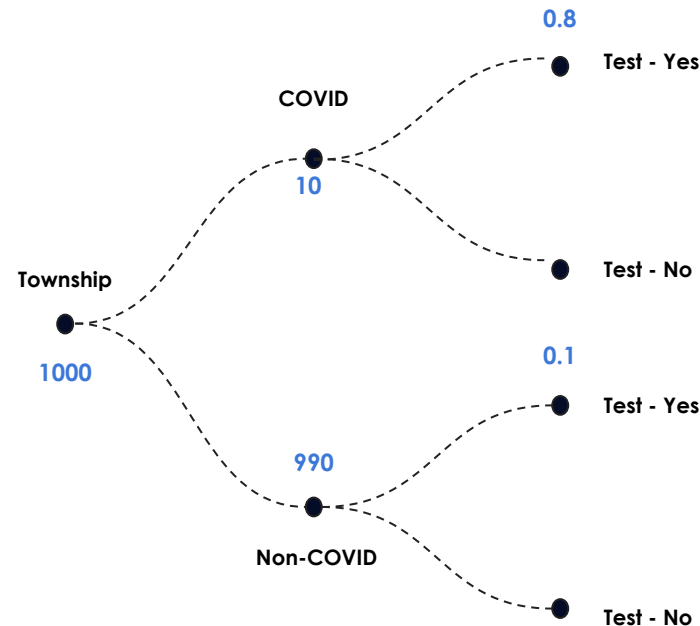 0.8
Test - Yes
COVID
10
Test - No
Township
1000
0.1
Test - Yes
990
Non-COVID
Test - No